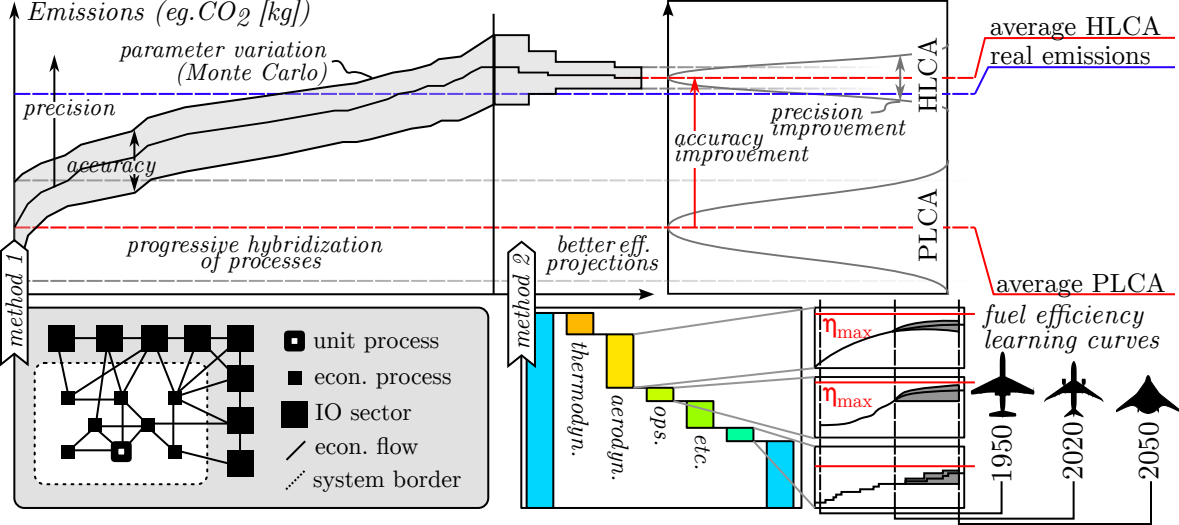 Emissions (eg.CO2 [kg])
parameter variation
(Monte Carlo)
precision
accuracy
progressive hybridization
of processes
better eff.
projections
accuracy
improvement
precision
improvement
HLCA
PLCA
average HLCA
real emissions
average PLCA
method 1
unit process
econ. process
IO sector
econ. flow
system border
method 2
thermodyn.
aerodyn.
ops.
etc.
ηmax
ηmax
fuel efficiency
learning curves
1950
2020
2050